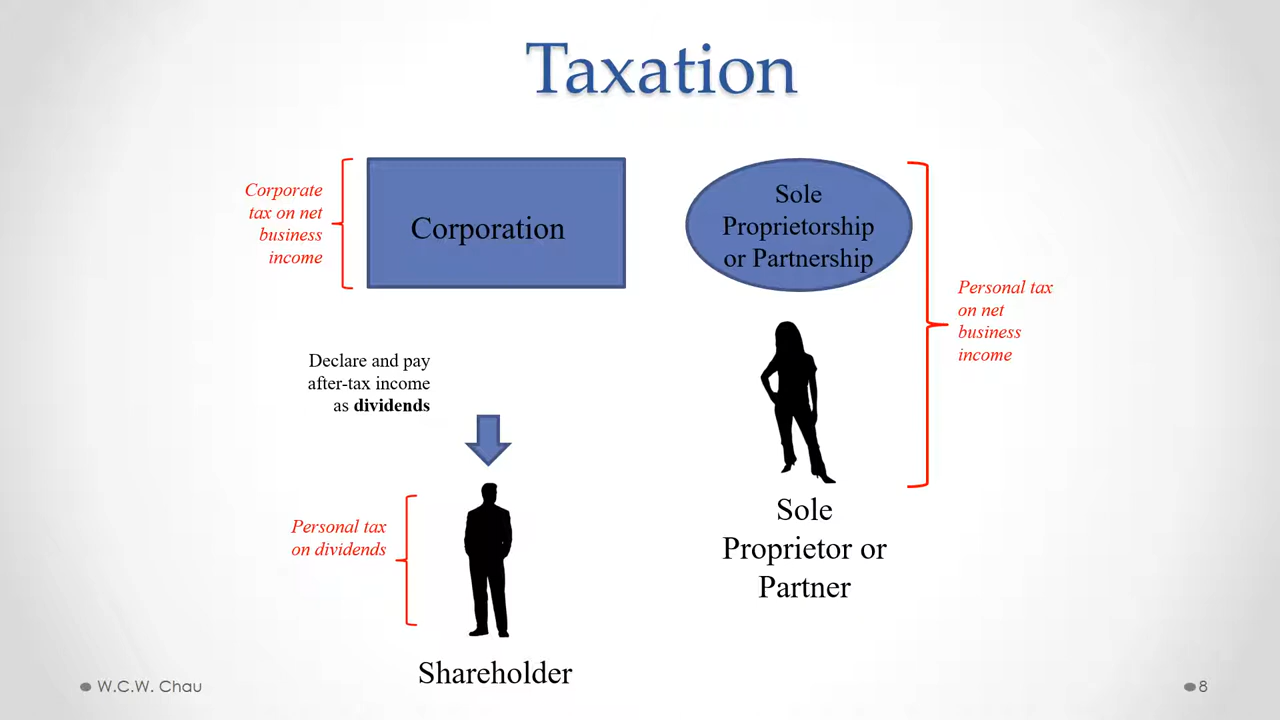 Taxation
Corporate
tax on net
business
income
Corporation
Sole
Proprietorship
or Partnership
Personal tax
on net
business
income
Declare and pay
after-tax income
as dividends
Personal tax
on dividends
Sole
Proprietor or
Partner
Shareholder
W.C.W. Chau
8